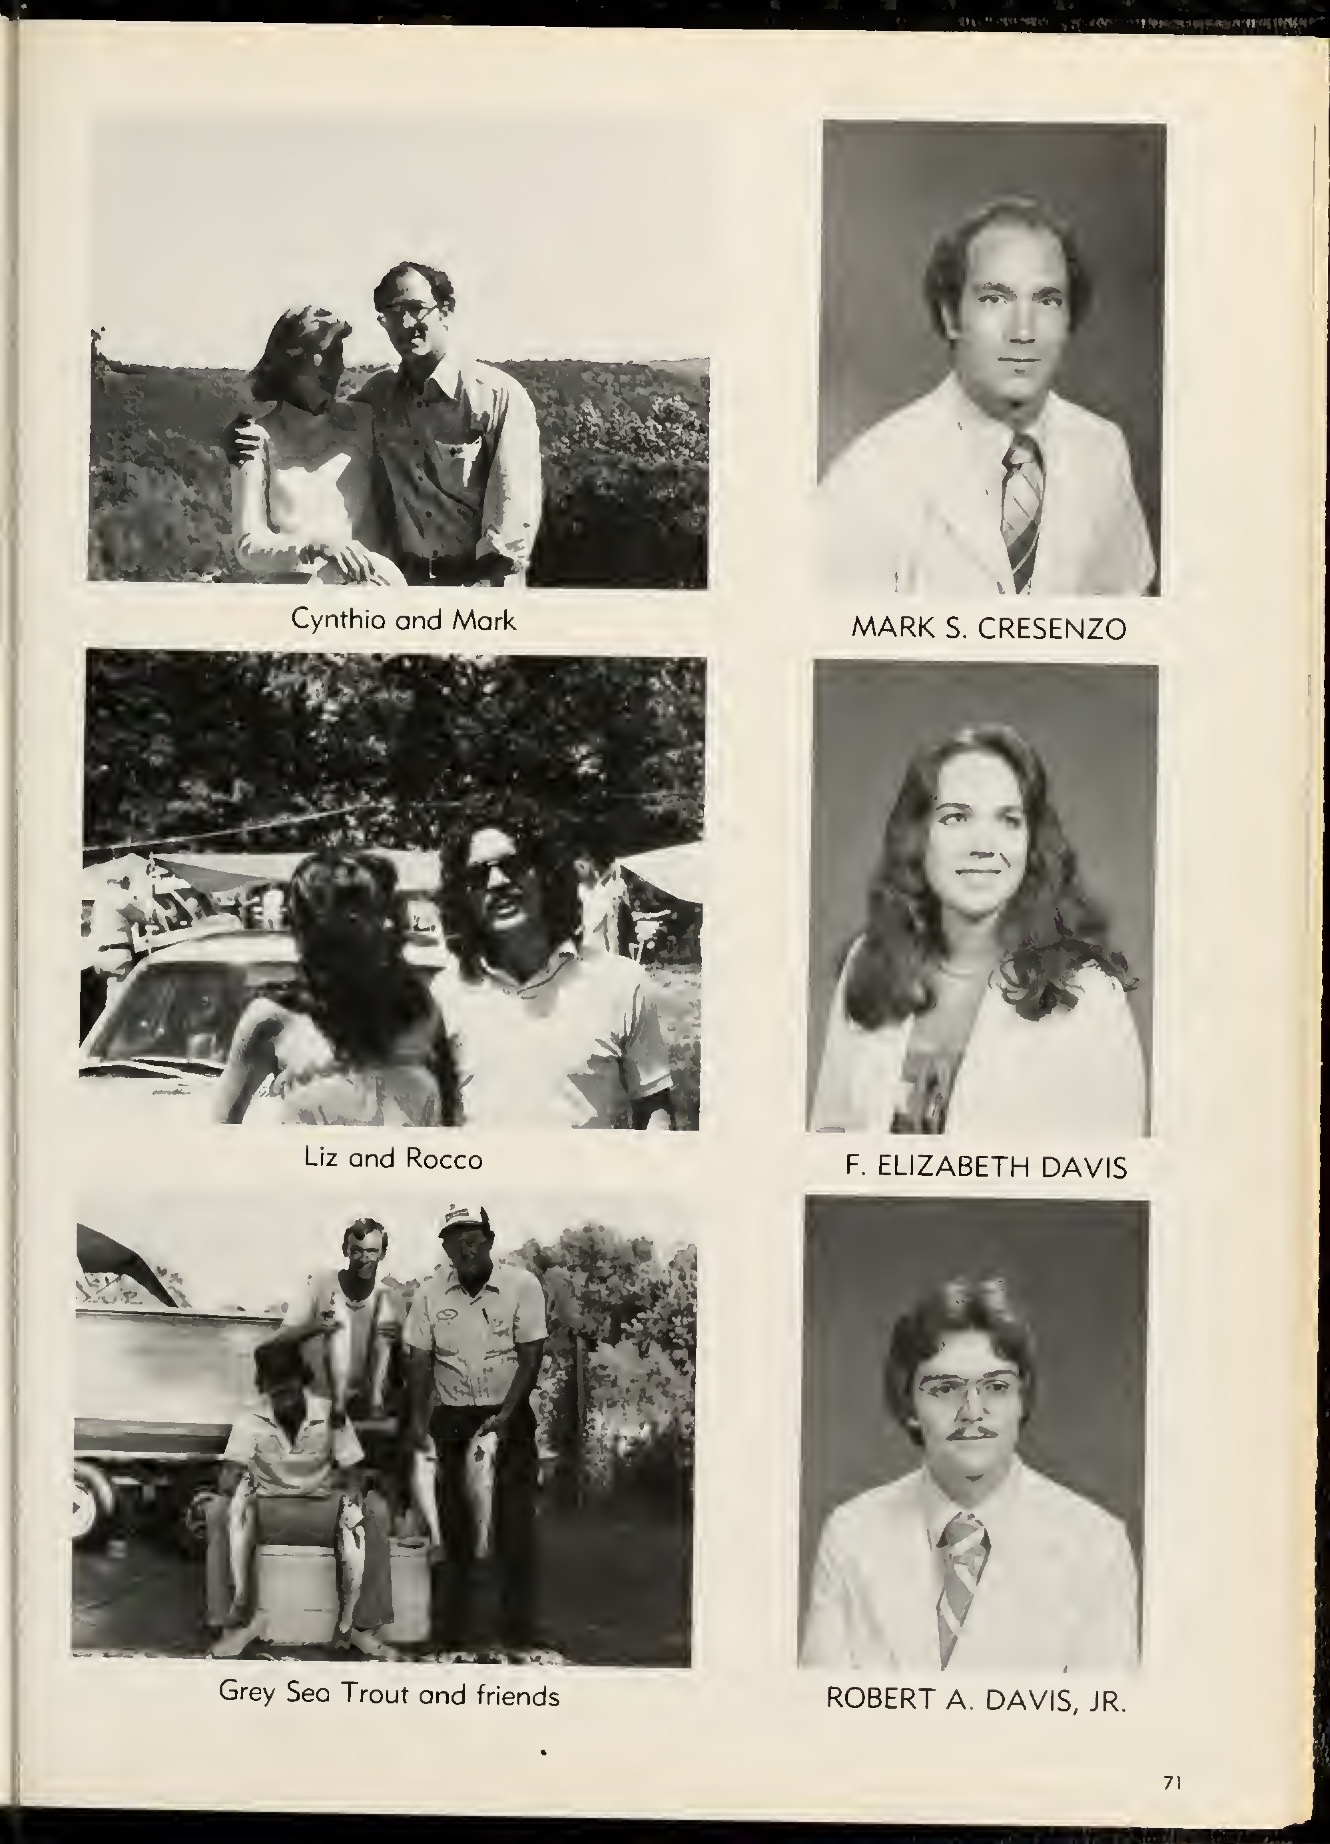 Cynthia and Mark
MARK S. CRESENZO
Liz and Rocco
F. ELIZABETH DAVIS
Grey Sea Trout and friends
ROBERT A. DAVIS, JR.
71